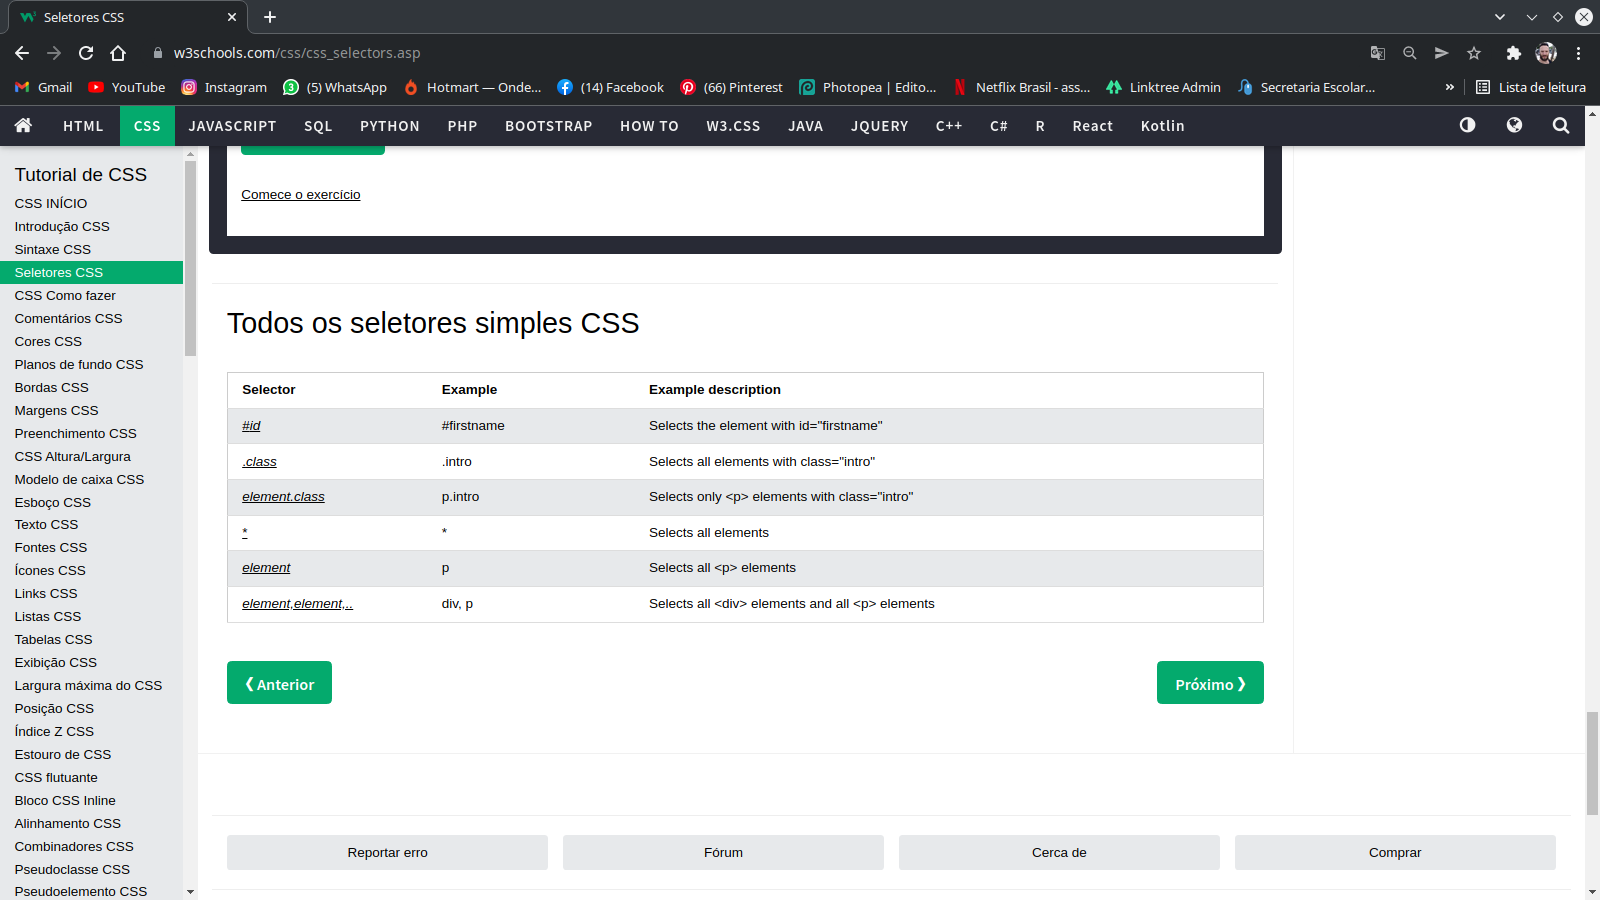 Seletores CSS
w3schools.com/css/css_selectors.asp
Gmail YouTube Instagram (5) WhatsApp Hotmart — Onde... (14) Facebook (66) Pinterest Photopea | Edito... Netflix Brasil - ass... Linktree Admin Secretaria Escolar... » Lista de leitura
HTML CSS JAVASCRIPT SQL PYTHON PHP BOOTSTRAP HOW TO W3.CSS JAVA JQUERY C++ C# R React Kotlin
Tutorial de CSS
CSS INÍCIO
Introdução CSS
Sintaxe CSS
Seletores CSS
CSS Como fazer
Comentários CSS
Cores CSS
Planos de fundo CSS
Bordas CSS
Margens CSS
Preenchimento CSS
CSS Altura/Largura
Modelo de caixa CSS
Esboço CSS
Texto CSS
Fontes CSS
Ícones CSS
Links CSS
Listas CSS
Tabelas CSS
Exibição CSS
Largura máxima do CSS
Posição CSS
Índice Z CSS
Estouro de CSS
CSS flutuante
Bloco CSS Inline
Alinhamento CSS
Combinadores CSS
Pseudoclasse CSS
Pseudoelemento CSS
Comece o exercício
Todos os seletores simples CSS
Selector Example Example description
#id #firstname Selects the element with id="firstname"
.class .intro Selects all elements with class="intro"
element.class p.intro Selects only <p> elements with class="intro"
* * Selects all elements
element p Selects all <p> elements
element,element,.. div, p Selects all <div> elements and all <p> elements
❮ Anterior Próximo ❯
Reportar erro Fórum Cerca de Comprar